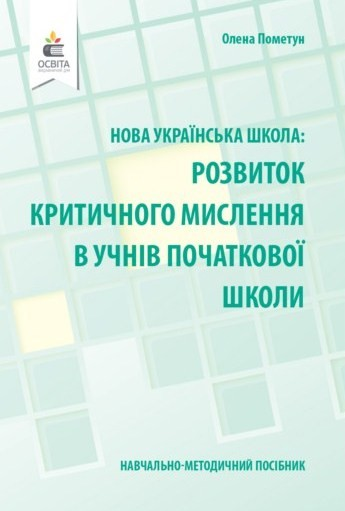 Олена Пометун
ОСВІТА
НОВА УКРАЇНСЬКА ШКОЛА:
РОЗВИТОК
КРИТИЧНОГО МИСЛЕННЯ
В УЧНІВ ПОЧАТКОВОЇ
ШКОЛИ
НАВЧАЛЬНО-МЕТОДИЧНИЙ ПОСІБНИК